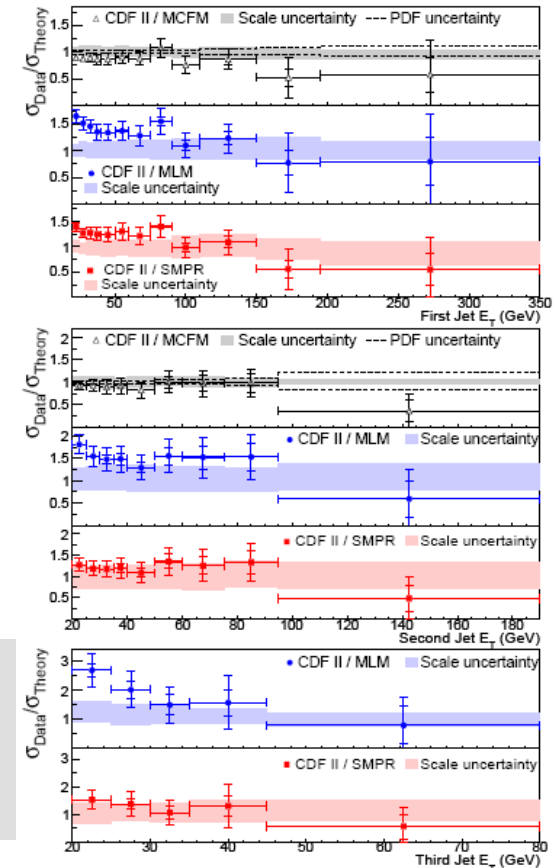 σData/σTheory
CDF II / MCFM Scale uncertainty PDF uncertainty
1.5
1
0.5
1.5
1
0.5
CDF II / MLM
Scale uncertainty
1.5
1
0.5
CDF II / SMPR
Scale uncertainty
50 100 150 200 250 300 350
First Jet ET (GeV)
σData/σTheory
2
CDF II / MCFM Scale uncertainty PDF uncertainty
1.5
1
0.5
2
CDF II / MLM Scale uncertainty
1.5
1
0.5
2
CDF II / SMPR Scale uncertainty
1.5
1
0.5
20 40 60 80 100 120 140 160 180
Second Jet ET (GeV)
σData/σTheory
3
CDF II / MLM Scale uncertainty
2
1
3
CDF II / SMPR Scale uncertainty
2
1
20 30 40 50 60 70 80
Third Jet ET (GeV)